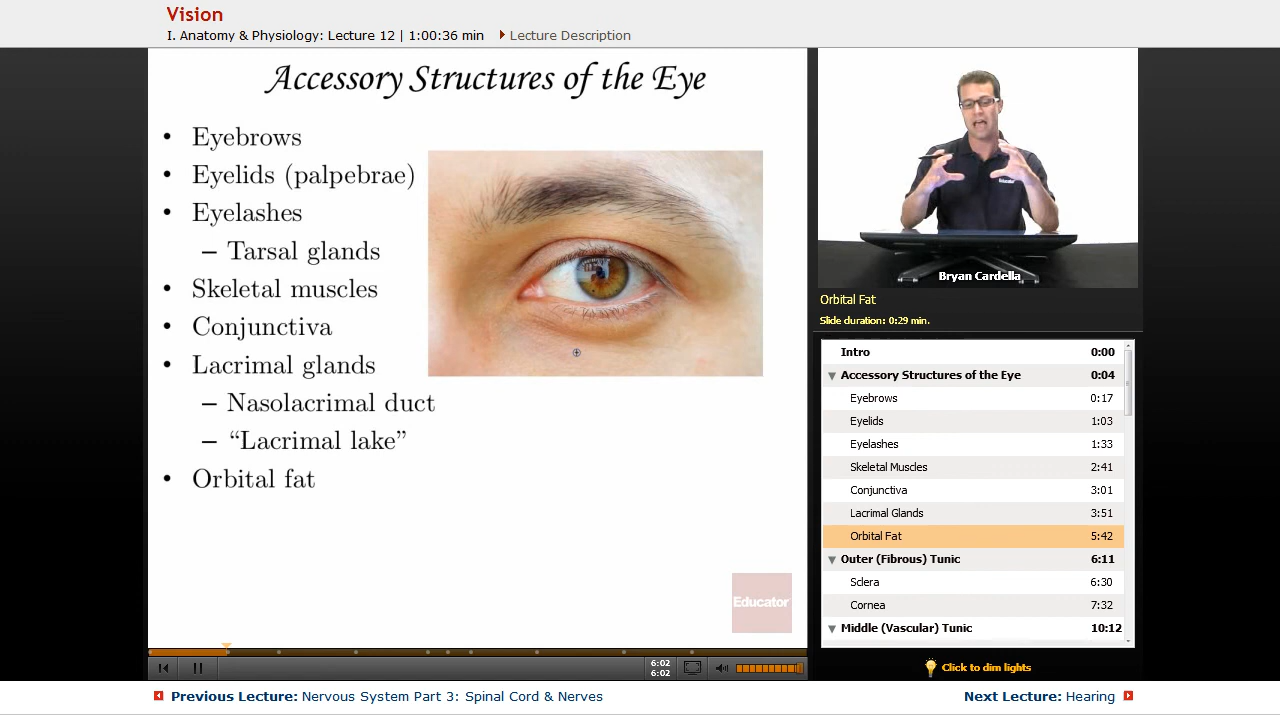 Vision
I. Anatomy & Physiology: Lecture 12 | 1:00:36 min Lecture Description
Accessory Structures of the Eye
• Eyebrows
• Eyelids (palpebrae)
• Eyelashes
– Tarsal glands
• Skeletal muscles
• Conjunctiva
• Lacrimal glands
– Nasolacrimal duct
– “Lacrimal lake”
• Orbital fat
Educator
6:02
6:02
Educator
Bryan Cardella
Orbital Fat
Slide duration: 0:29 min.
Intro 0:00
Accessory Structures of the Eye 0:04
Eyebrows 0:17
Eyelids 1:03
Eyelashes 1:33
Skeletal Muscles 2:41
Conjunctiva 3:01
Lacrimal Glands 3:51
Orbital Fat 5:42
Outer (Fibrous) Tunic 6:11
Sclera 6:30
Cornea 7:32
Middle (Vascular) Tunic 10:12
Click to dim lights
Previous Lecture: Nervous System Part 3: Spinal Cord & Nerves
Next Lecture: Hearing